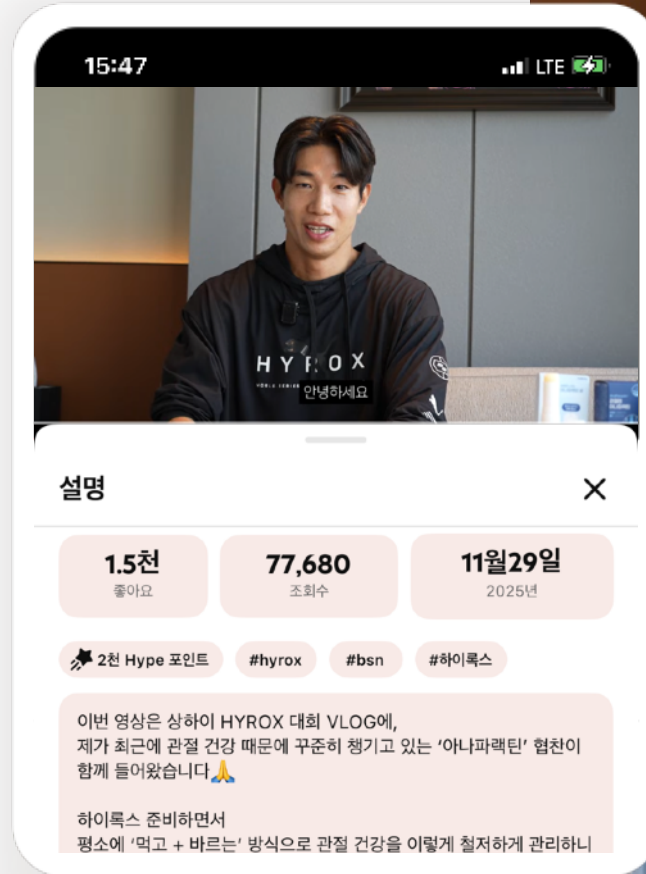 15:47
LTE
HYROX
안녕하세요
설명
1.5천
좋아요
77,680
조회수
11월29일
2025년
2천 Hype 포인트
#hyrox
#bsn
#하이록스
이번 영상은 상하이 HYROX 대회 VLOG에,
제가 최근에 관절 건강 때문에 꾸준히 챙기고 있는 ‘아나파랙틴’ 협찬이
함께 들어왔습니다🙏
하이록스 준비하면서
평소에 ‘먹고 + 바르는’ 방식으로 관절 건강을 이렇게 철저하게 관리하니